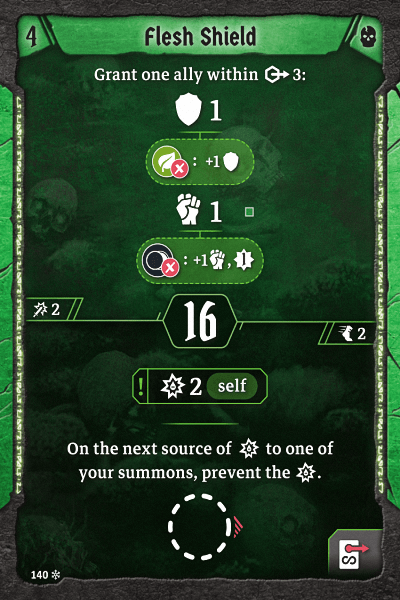 4 Flesh Shield
Grant one ally within 3:
1
: +1
1
: +1 ,
2
16
2
! 2 self
On the next source of to one of
your summons, prevent the .
140